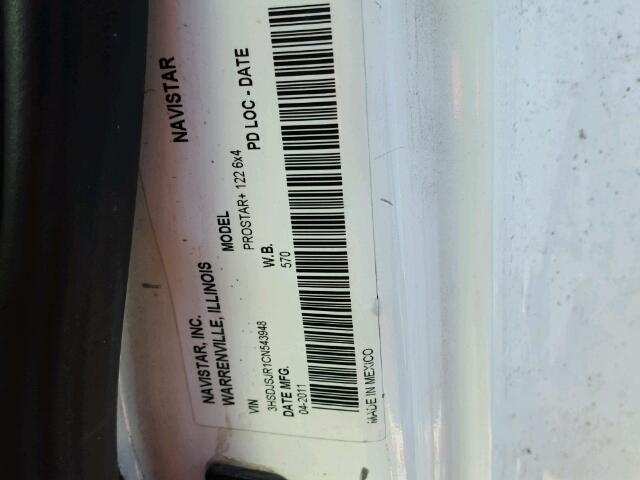 NAVISTAR
NAVISTAR, INC.
WARRENVILLE, ILLINOIS
MODEL
PD LOC - DATE
PROSTAR+ 122 6x4
VIN
W.B.
3HSDJSJR1CN543948
570
DATE MFG.
04-2011
MADE IN MEXICO